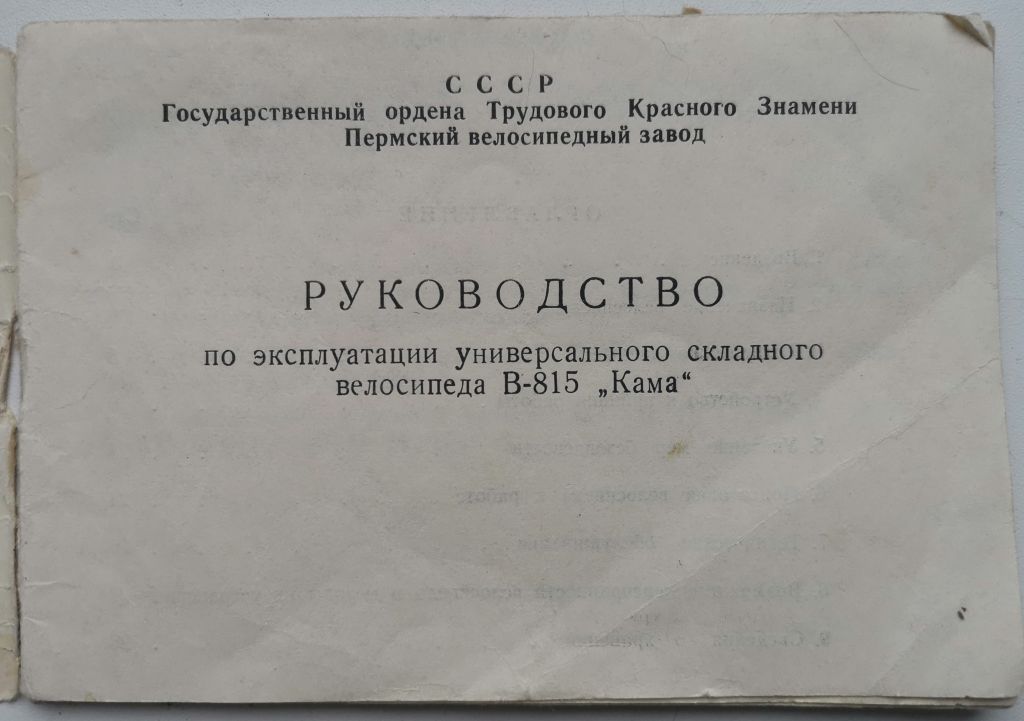 СССР
Государственный ордена Трудового Красного Знамени
Пермский велосипедный завод
РУКОВОДСТВО
по эксплуатации универсального складного
велосипеда В-815 „Кама“